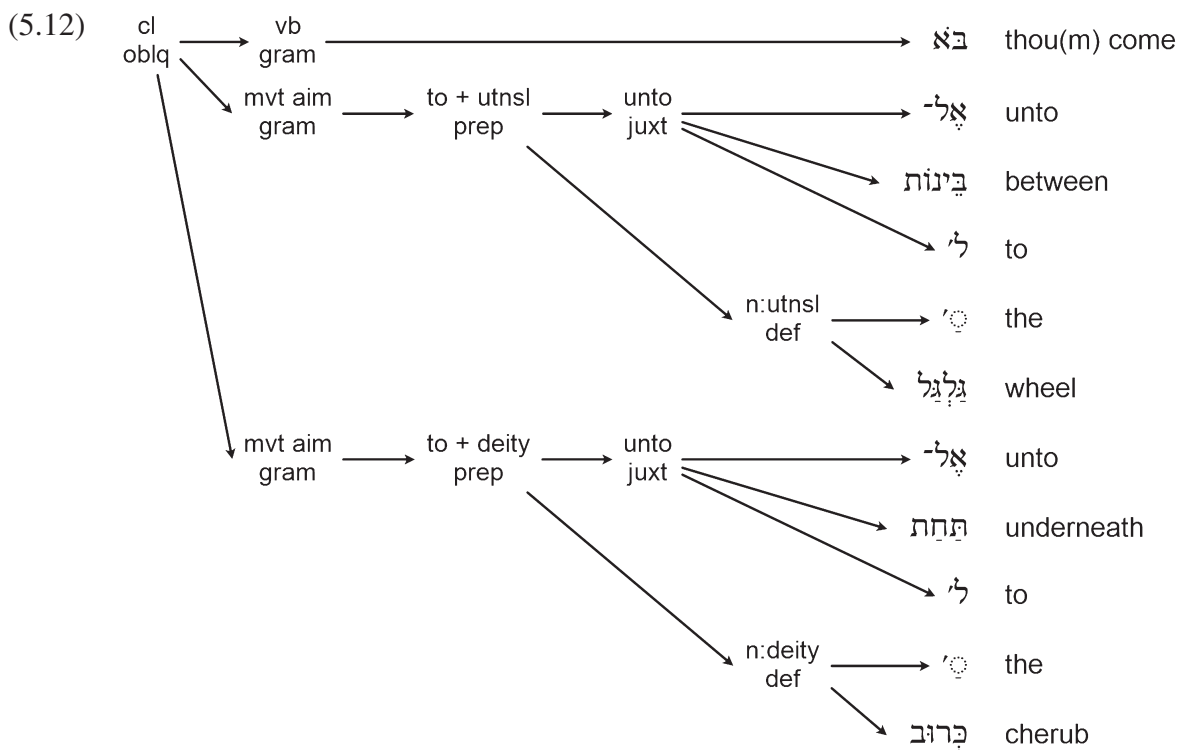 (5.12)
cl
oblq
vb
gram
בֹּא thou(m) come
mvt aim
gram
to + utnsl
prep
unto
juxt
אֶל־ unto
בֵּינוֹת between
ל׳ to
n:utnsl
def
◌ַ׳ the
גַּלְגַּל wheel
mvt aim
gram
to + deity
prep
unto
juxt
אֶל־ unto
תַּחַת underneath
ל׳ to
n:deity
def
◌ַ׳ the
כְּרוּב cherub